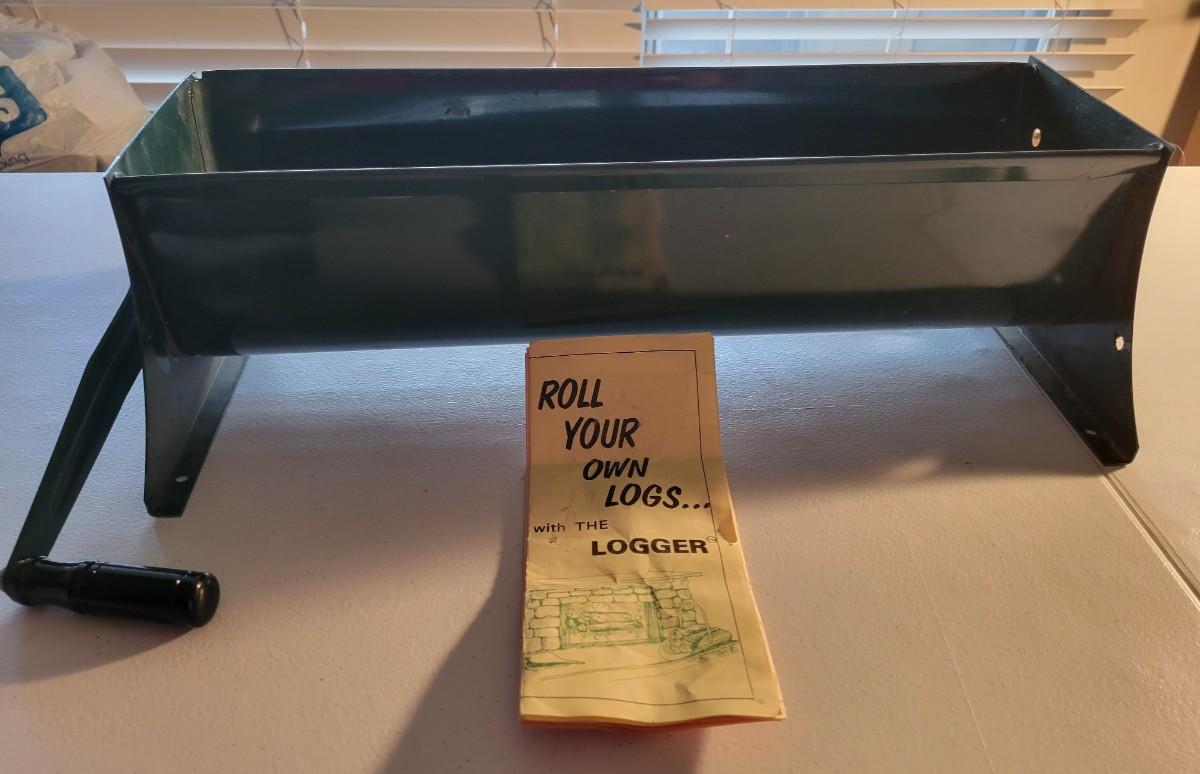 ROLL
YOUR
OWN
LOGS...
with THE
LOGGER